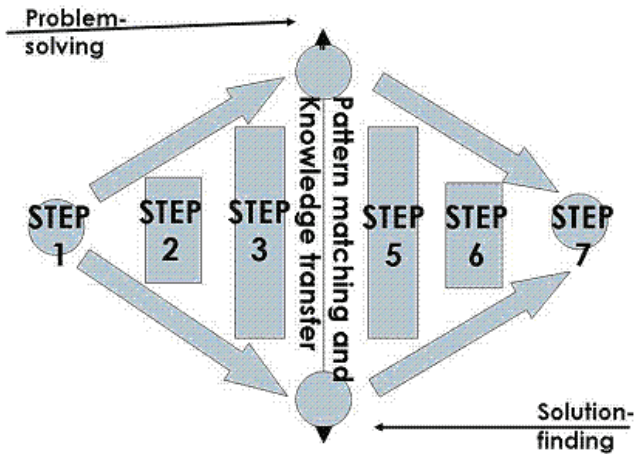 Problem-
solving
STEP
1
STEP
2
STEP
3
Pattern matching and
Knowledge transfer
STEP
5
STEP
6
STEP
7
Solution-
finding